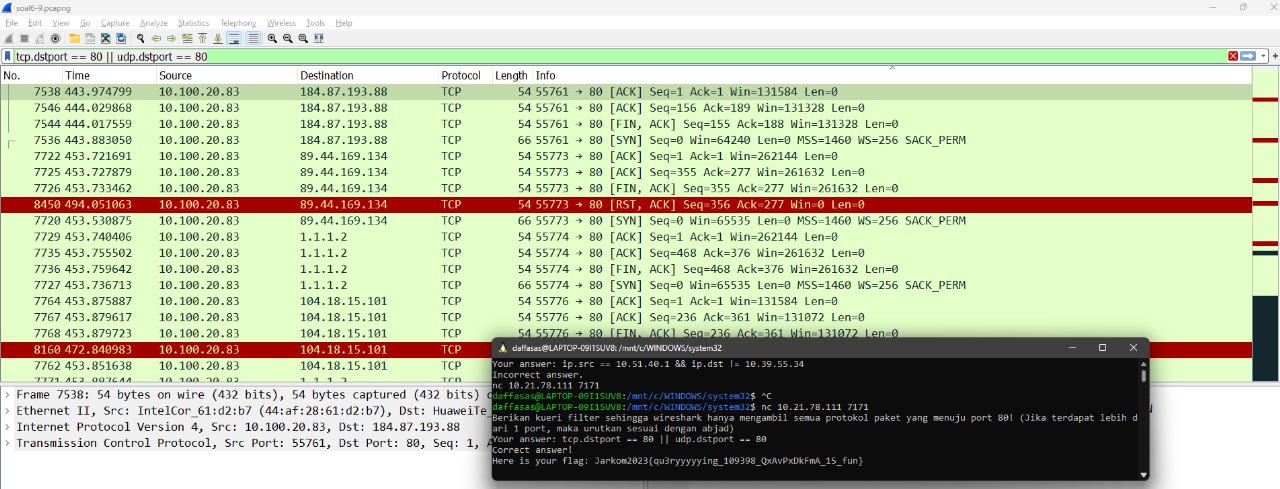 soal6-9.pcapng
File Edit View Go Capture Analyze Statistics Telephony Wireless Tools Help
tcp.dstport == 80 || udp.dstport == 80
No. Time Source Destination Protocol Length Info
7538 443.974799 10.100.20.83 184.87.193.88 TCP 54 55761 → 80 [ACK] Seq=1 Ack=1 Win=131584 Len=0
7546 444.029868 10.100.20.83 184.87.193.88 TCP 54 55761 → 80 [ACK] Seq=156 Ack=189 Win=131328 Len=0
7544 444.017559 10.100.20.83 184.87.193.88 TCP 54 55761 → 80 [FIN, ACK] Seq=155 Ack=188 Win=131328 Len=0
7536 443.883050 10.100.20.83 184.87.193.88 TCP 66 55761 → 80 [SYN] Seq=0 Win=64240 Len=0 MSS=1460 WS=256 SACK_PERM
7722 453.721691 10.100.20.83 89.44.169.134 TCP 54 55773 → 80 [ACK] Seq=1 Ack=1 Win=262144 Len=0
7725 453.727879 10.100.20.83 89.44.169.134 TCP 54 55773 → 80 [ACK] Seq=355 Ack=277 Win=261632 Len=0
7726 453.733462 10.100.20.83 89.44.169.134 TCP 54 55773 → 80 [FIN, ACK] Seq=355 Ack=277 Win=261632 Len=0
8450 494.051063 10.100.20.83 89.44.169.134 TCP 54 55773 → 80 [RST, ACK] Seq=356 Ack=277 Win=0 Len=0
7720 453.530875 10.100.20.83 89.44.169.134 TCP 66 55773 → 80 [SYN] Seq=0 Win=65535 Len=0 MSS=1460 WS=256 SACK_PERM
7729 453.740406 10.100.20.83 1.1.1.2 TCP 54 55774 → 80 [ACK] Seq=1 Ack=1 Win=262144 Len=0
7735 453.755502 10.100.20.83 1.1.1.2 TCP 54 55774 → 80 [ACK] Seq=468 Ack=376 Win=261632 Len=0
7736 453.759642 10.100.20.83 1.1.1.2 TCP 54 55774 → 80 [FIN, ACK] Seq=468 Ack=376 Win=261632 Len=0
7727 453.736713 10.100.20.83 1.1.1.2 TCP 66 55774 → 80 [SYN] Seq=0 Win=65535 Len=0 MSS=1460 WS=256 SACK_PERM
7764 453.875887 10.100.20.83 104.18.15.101 TCP 54 55776 → 80 [ACK] Seq=1 Ack=1 Win=131584 Len=0
7767 453.879617 10.100.20.83 104.18.15.101 TCP 54 55776 → 80 [ACK] Seq=236 Ack=361 Win=131072 Len=0
7768 453.879723 10.100.20.83 104.18.15.101 TCP 54 55776 → 80 [FIN, ACK] Seq=236 Ack=361 Win=131072 Len=0
8160 472.840983 10.100.20.83 104.18.15.101 TCP
7762 453.851638 10.100.20.83 104.18.15.101 TCP
7771 453.887644 10.100.20.83 1.1.1.2 TCP
Frame 7538: 54 bytes on wire (432 bits), 54 bytes captured (432 bits)
Ethernet II, Src: IntelCor_61:d2:b7 (44:af:28:61:d2:b7), Dst: HuaweiTe_
Internet Protocol Version 4, Src: 10.100.20.83, Dst: 184.87.193.88
Transmission Control Protocol, Src Port: 55761, Dst Port: 80, Seq: 1,
daffasas@LAPTOP-09I1SUV8: /mnt/c/WINDOWS/system32
Your answer: ip.src == 10.51.40.1 && ip.dst != 10.39.55.34
Incorrect answer.
nc 10.21.78.111 7171
daffasas@LAPTOP-09I1SUV8:/mnt/c/WINDOWS/system32$ ^C
daffasas@LAPTOP-09I1SUV8:/mnt/c/WINDOWS/system32$ nc 10.21.78.111 7171
Berikan kueri filter sehingga wireshark hanya mengambil semua protokol paket yang menuju port 80! (Jika terdapat lebih d
ari 1 port, maka urutkan sesuai dengan abjad)
Your answer: tcp.dstport == 80 || udp.dstport == 80
Correct answer!
Here is your flag: Jarkom2023{qu3ryyyyying_109398_QxAvPxDkFmA_15_fun}